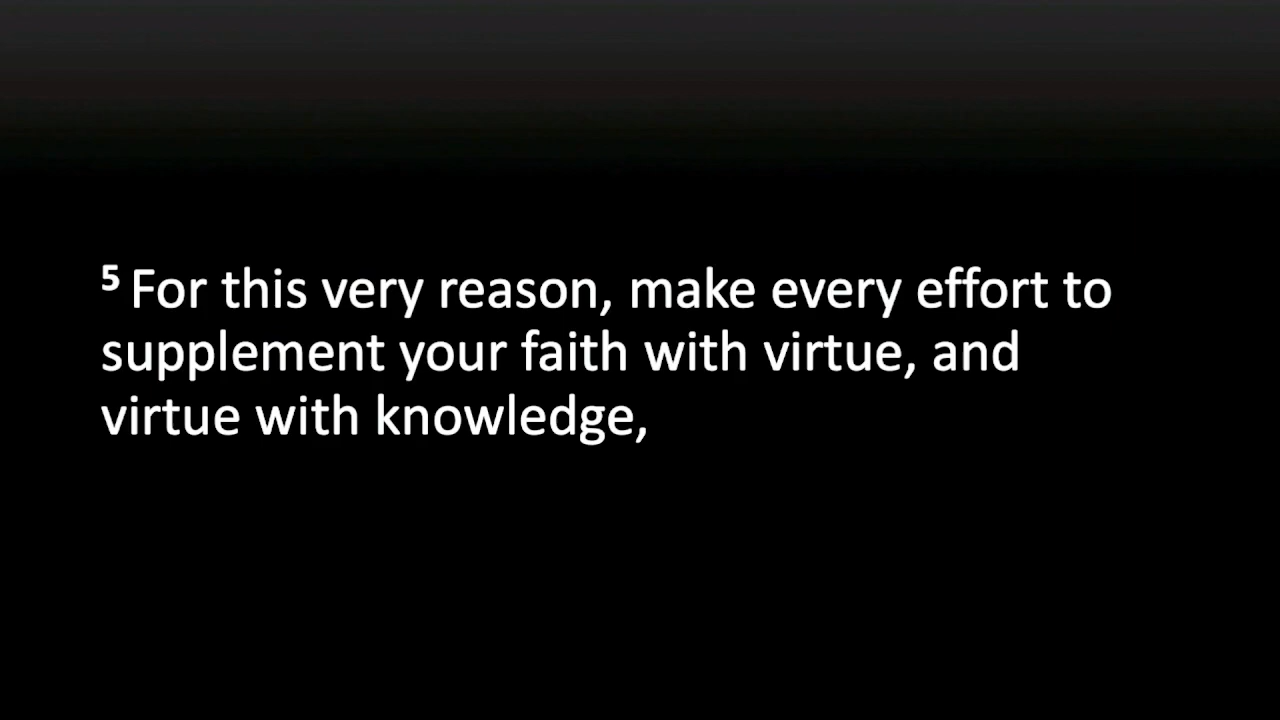 5 For this very reason, make every effort to
supplement your faith with virtue, and
virtue with knowledge,